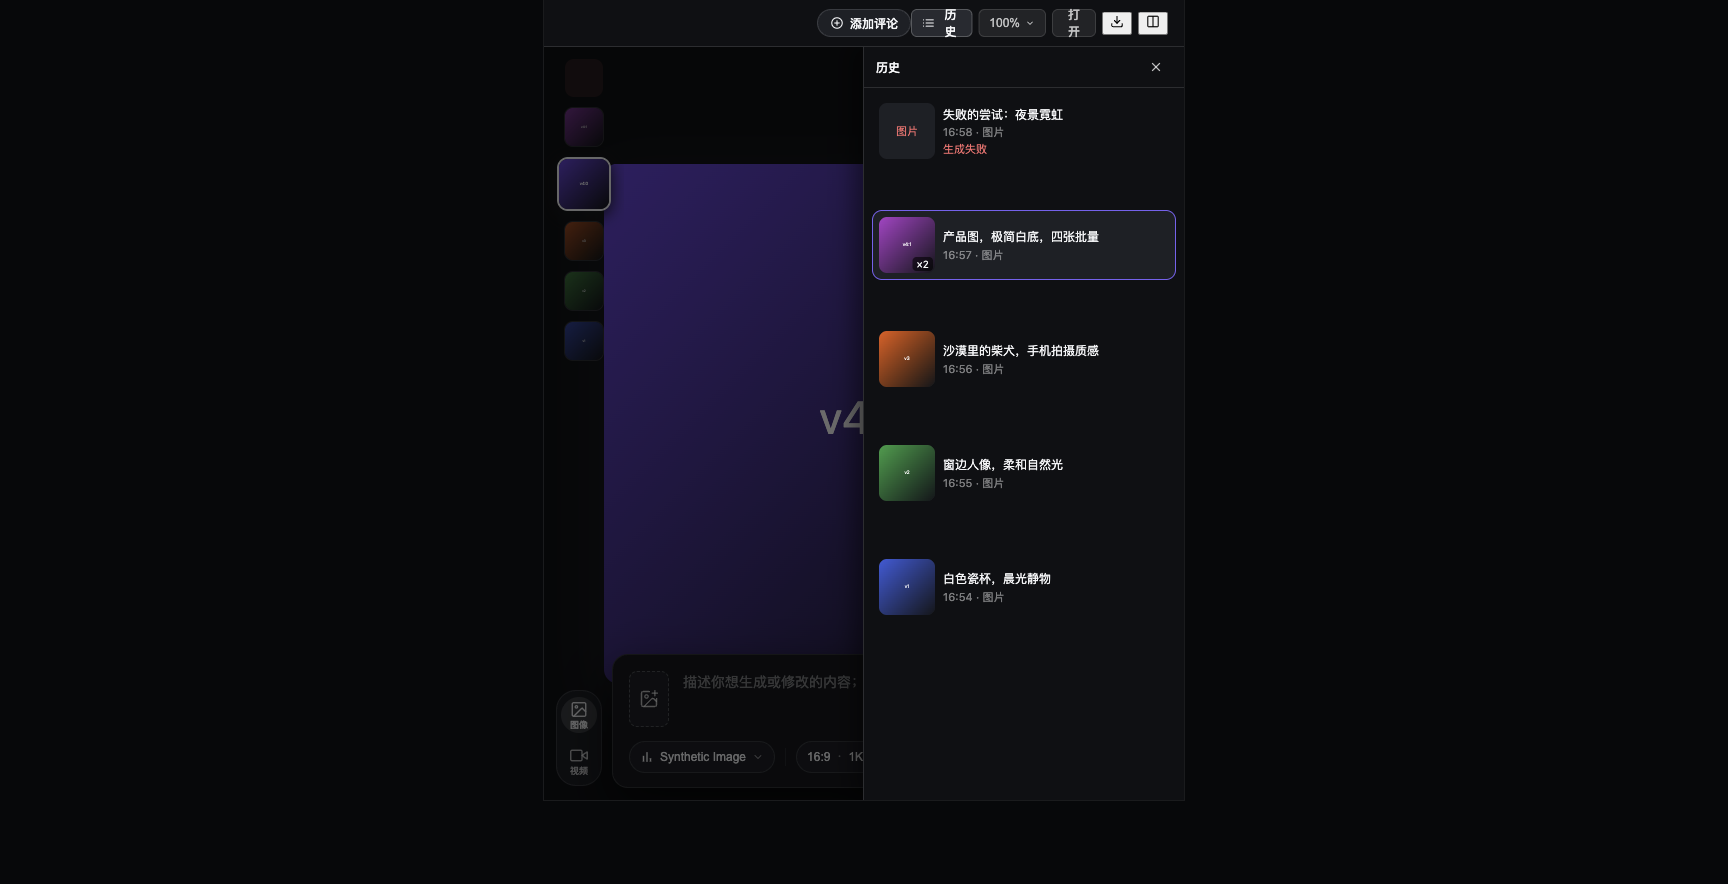 添加评论
历史
100%
打开
历史
图片
失败的尝试：夜景霓虹
16:58 · 图片
生成失败
v4:1
×2
产品图，极简白底，四张批量
16:57 · 图片
v3
沙漠里的柴犬，手机拍摄质感
16:56 · 图片
v2
窗边人像，柔和自然光
16:55 · 图片
v1
白色瓷杯，晨光静物
16:54 · 图片
v4
描述你想生成或修改的内容；
图像
视频
Synthetic Image
16:9 · 1K